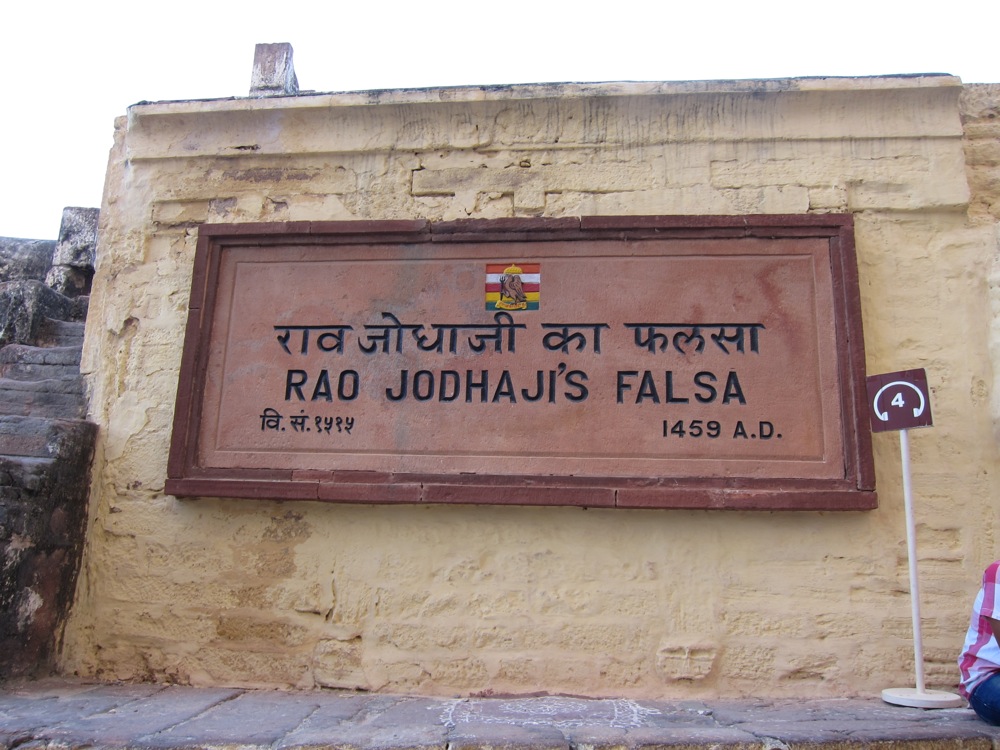 राव जोधाजी का फलसा
RAO JODHAJI'S FALSA
वि. सं. १५१५
1459 A.D.
4